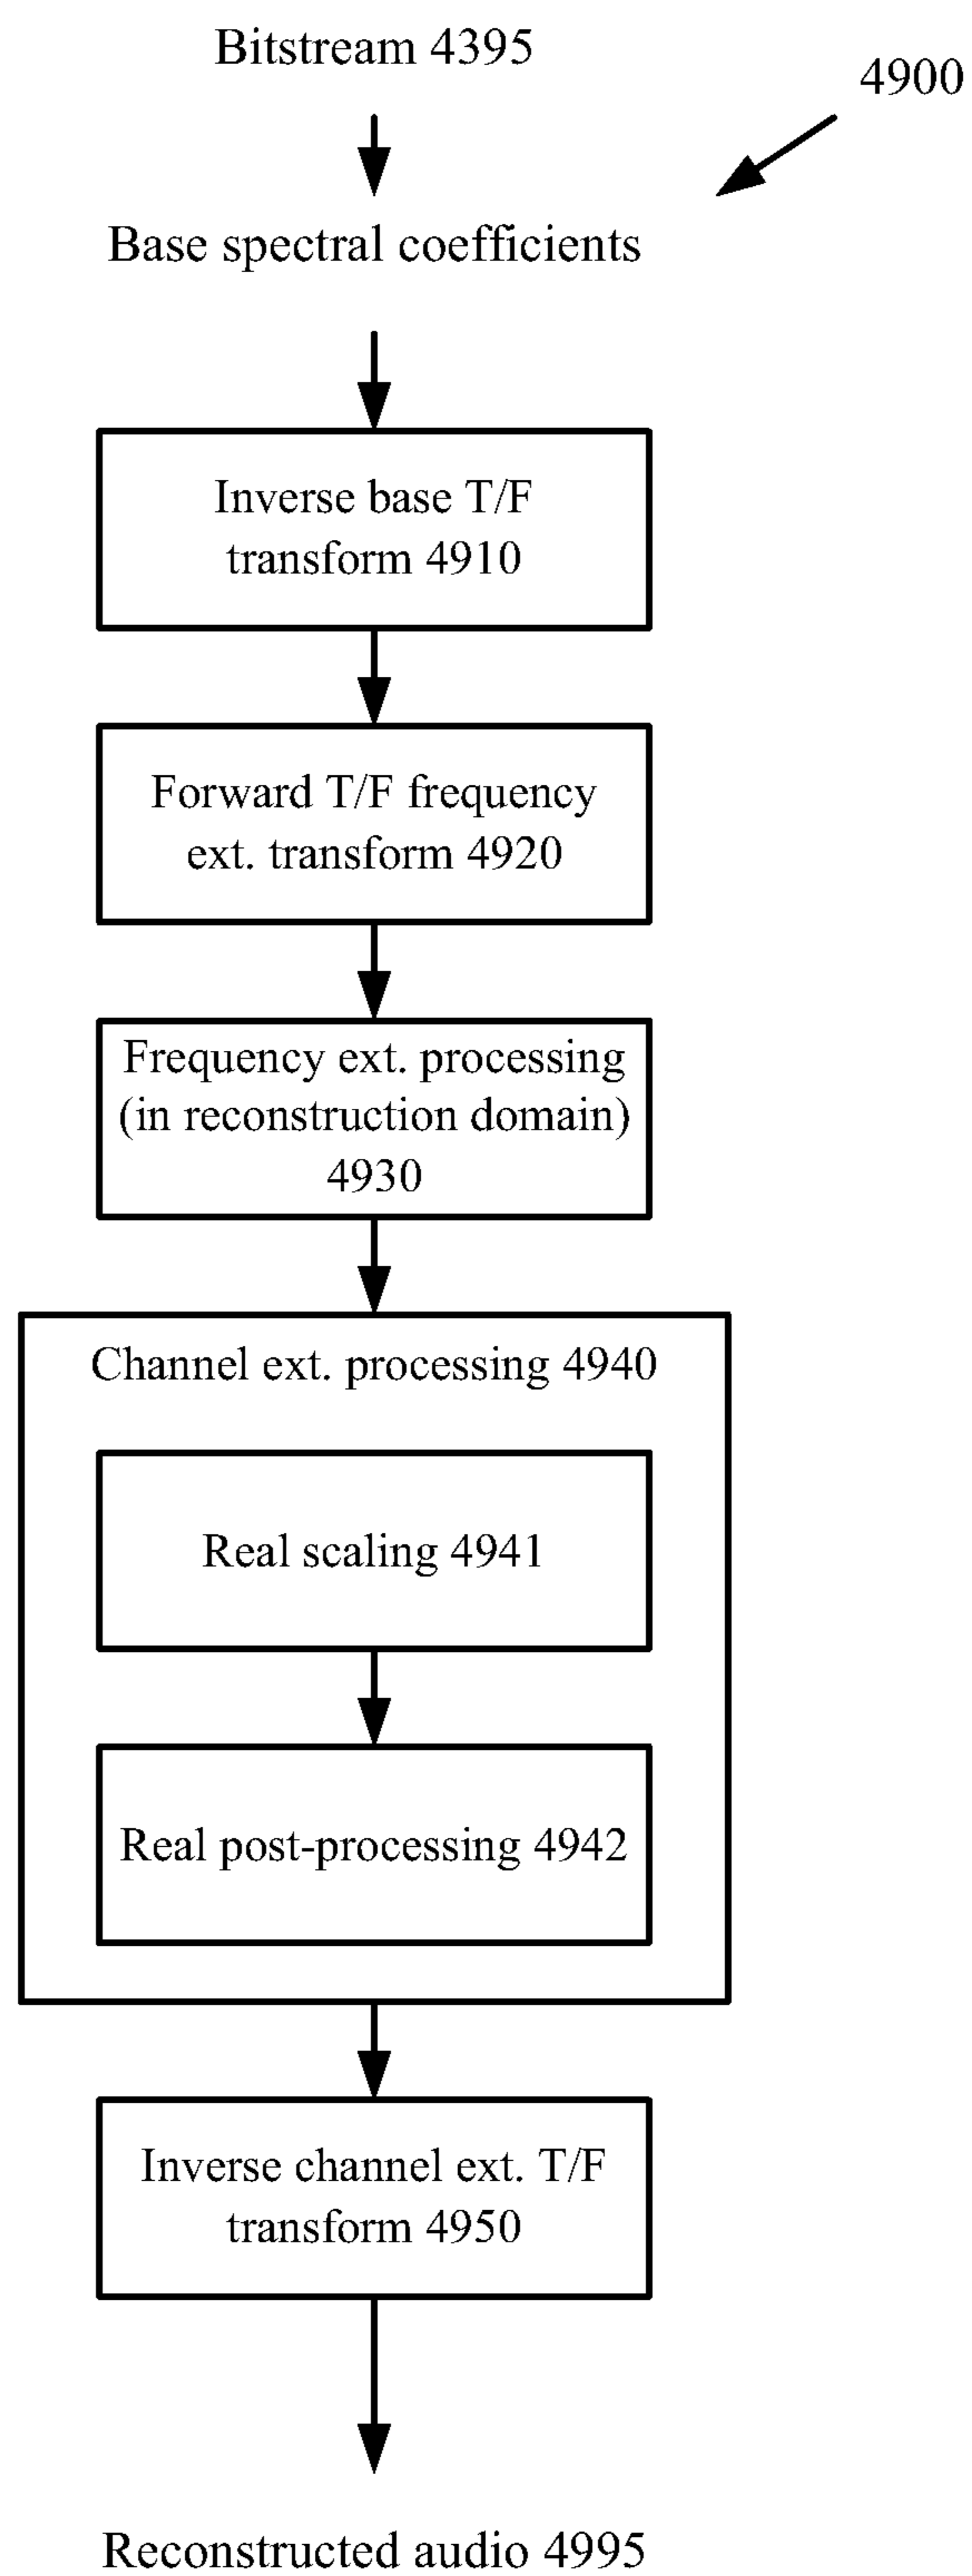 Bitstream 4395
4900
Base spectral coefficients
Inverse base T/F
transform 4910
Forward T/F frequency
ext. transform 4920
Frequency ext. processing
(in reconstruction domain)
4930
Channel ext. processing 4940
Real scaling 4941
Real post-processing 4942
Inverse channel ext. T/F
transform 4950
Reconstructed audio 4995